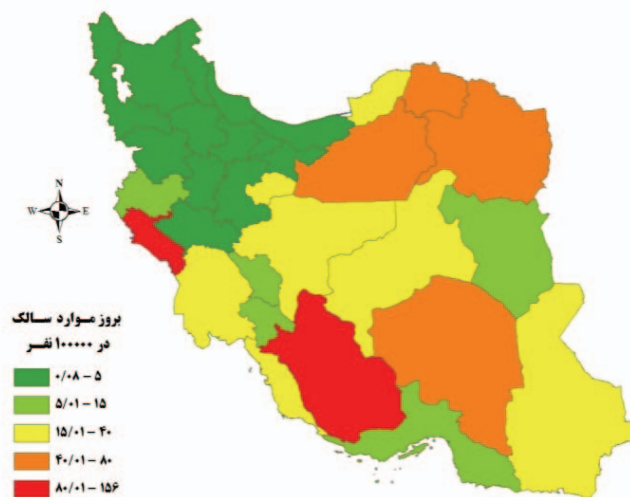 N
W E
S
بروز موارد سالک
در ۱۰۰۰۰۰ نفر
۰/۰۸ – ۵
۵/۰۱ – ۱۵
۱۵/۰۱ – ۴۰
۴۰/۰۱ – ۸۰
۸۰/۰۱ – ۱۵۶